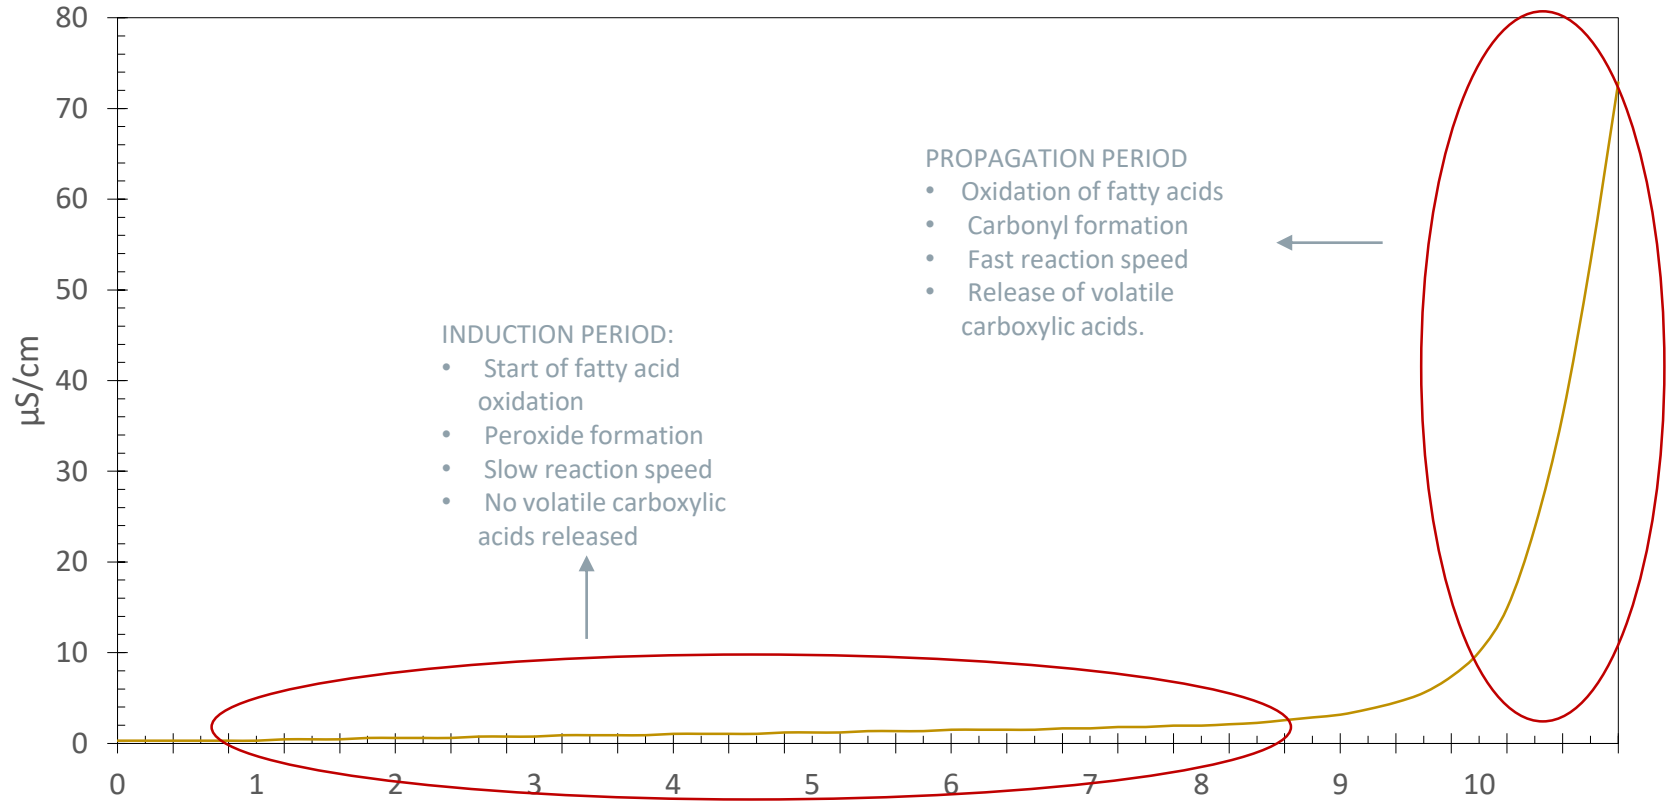 80
70
60
50
40
30
20
10
0
µS/cm
PROPAGATION PERIOD
• Oxidation of fatty acids
• Carbonyl formation
• Fast reaction speed
• Release of volatile
carboxylic acids.
INDUCTION PERIOD:
• Start of fatty acid
oxidation
• Peroxide formation
• Slow reaction speed
• No volatile carboxylic
acids released
0 1 2 3 4 5 6 7 8 9 10